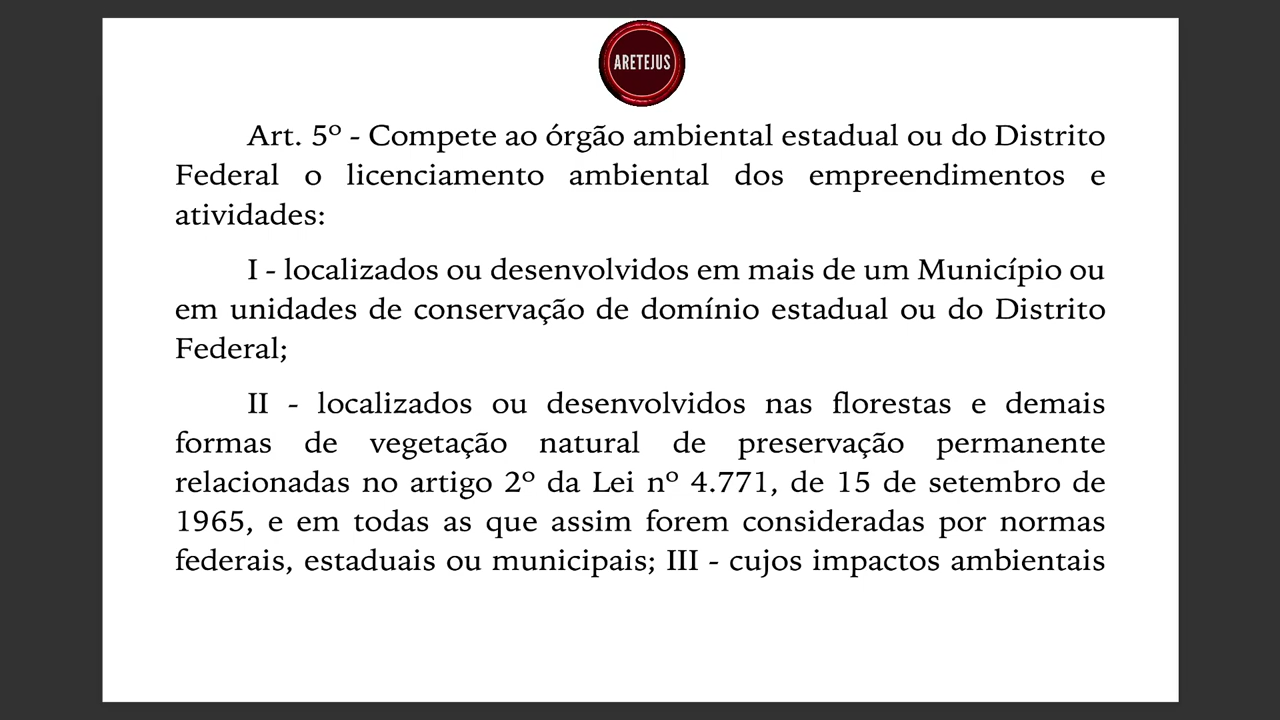 ARETEJUS
Art. 5º - Compete ao órgão ambiental estadual ou do Distrito
Federal o licenciamento ambiental dos empreendimentos e
atividades:
I - localizados ou desenvolvidos em mais de um Município ou
em unidades de conservação de domínio estadual ou do Distrito
Federal;
II - localizados ou desenvolvidos nas florestas e demais
formas de vegetação natural de preservação permanente
relacionadas no artigo 2º da Lei nº 4.771, de 15 de setembro de
1965, e em todas as que assim forem consideradas por normas
federais, estaduais ou municipais; III - cujos impactos ambientais